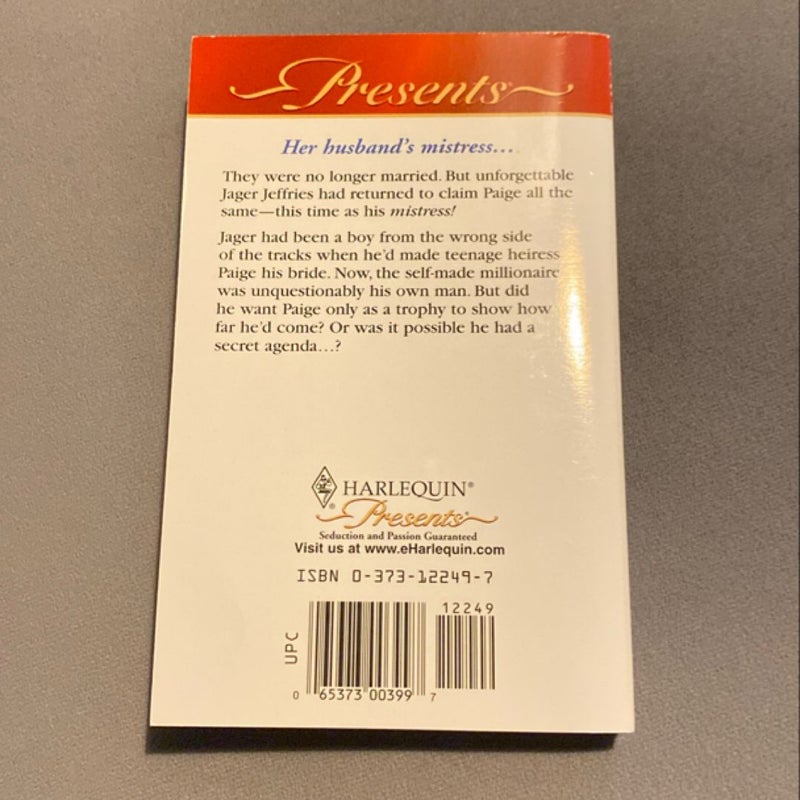 Presents
Her husband's mistress...
They were no longer married. But unforgettable
Jager Jeffries had returned to claim Paige all the
same—this time as his mistress!
Jager had been a boy from the wrong side
of the tracks when he'd made teenage heiress
Paige his bride. Now, the self-made millionaire
was unquestionably his own man. But did
he want Paige only as a trophy to show how
far he'd come? Or was it possible he had a
secret agenda...?
HARLEQUIN®
Presents®
Seduction and Passion Guaranteed
Visit us at www.eHarlequin.com
ISBN 0-373-12249-7
12249
UPC
0 65373 00399 7